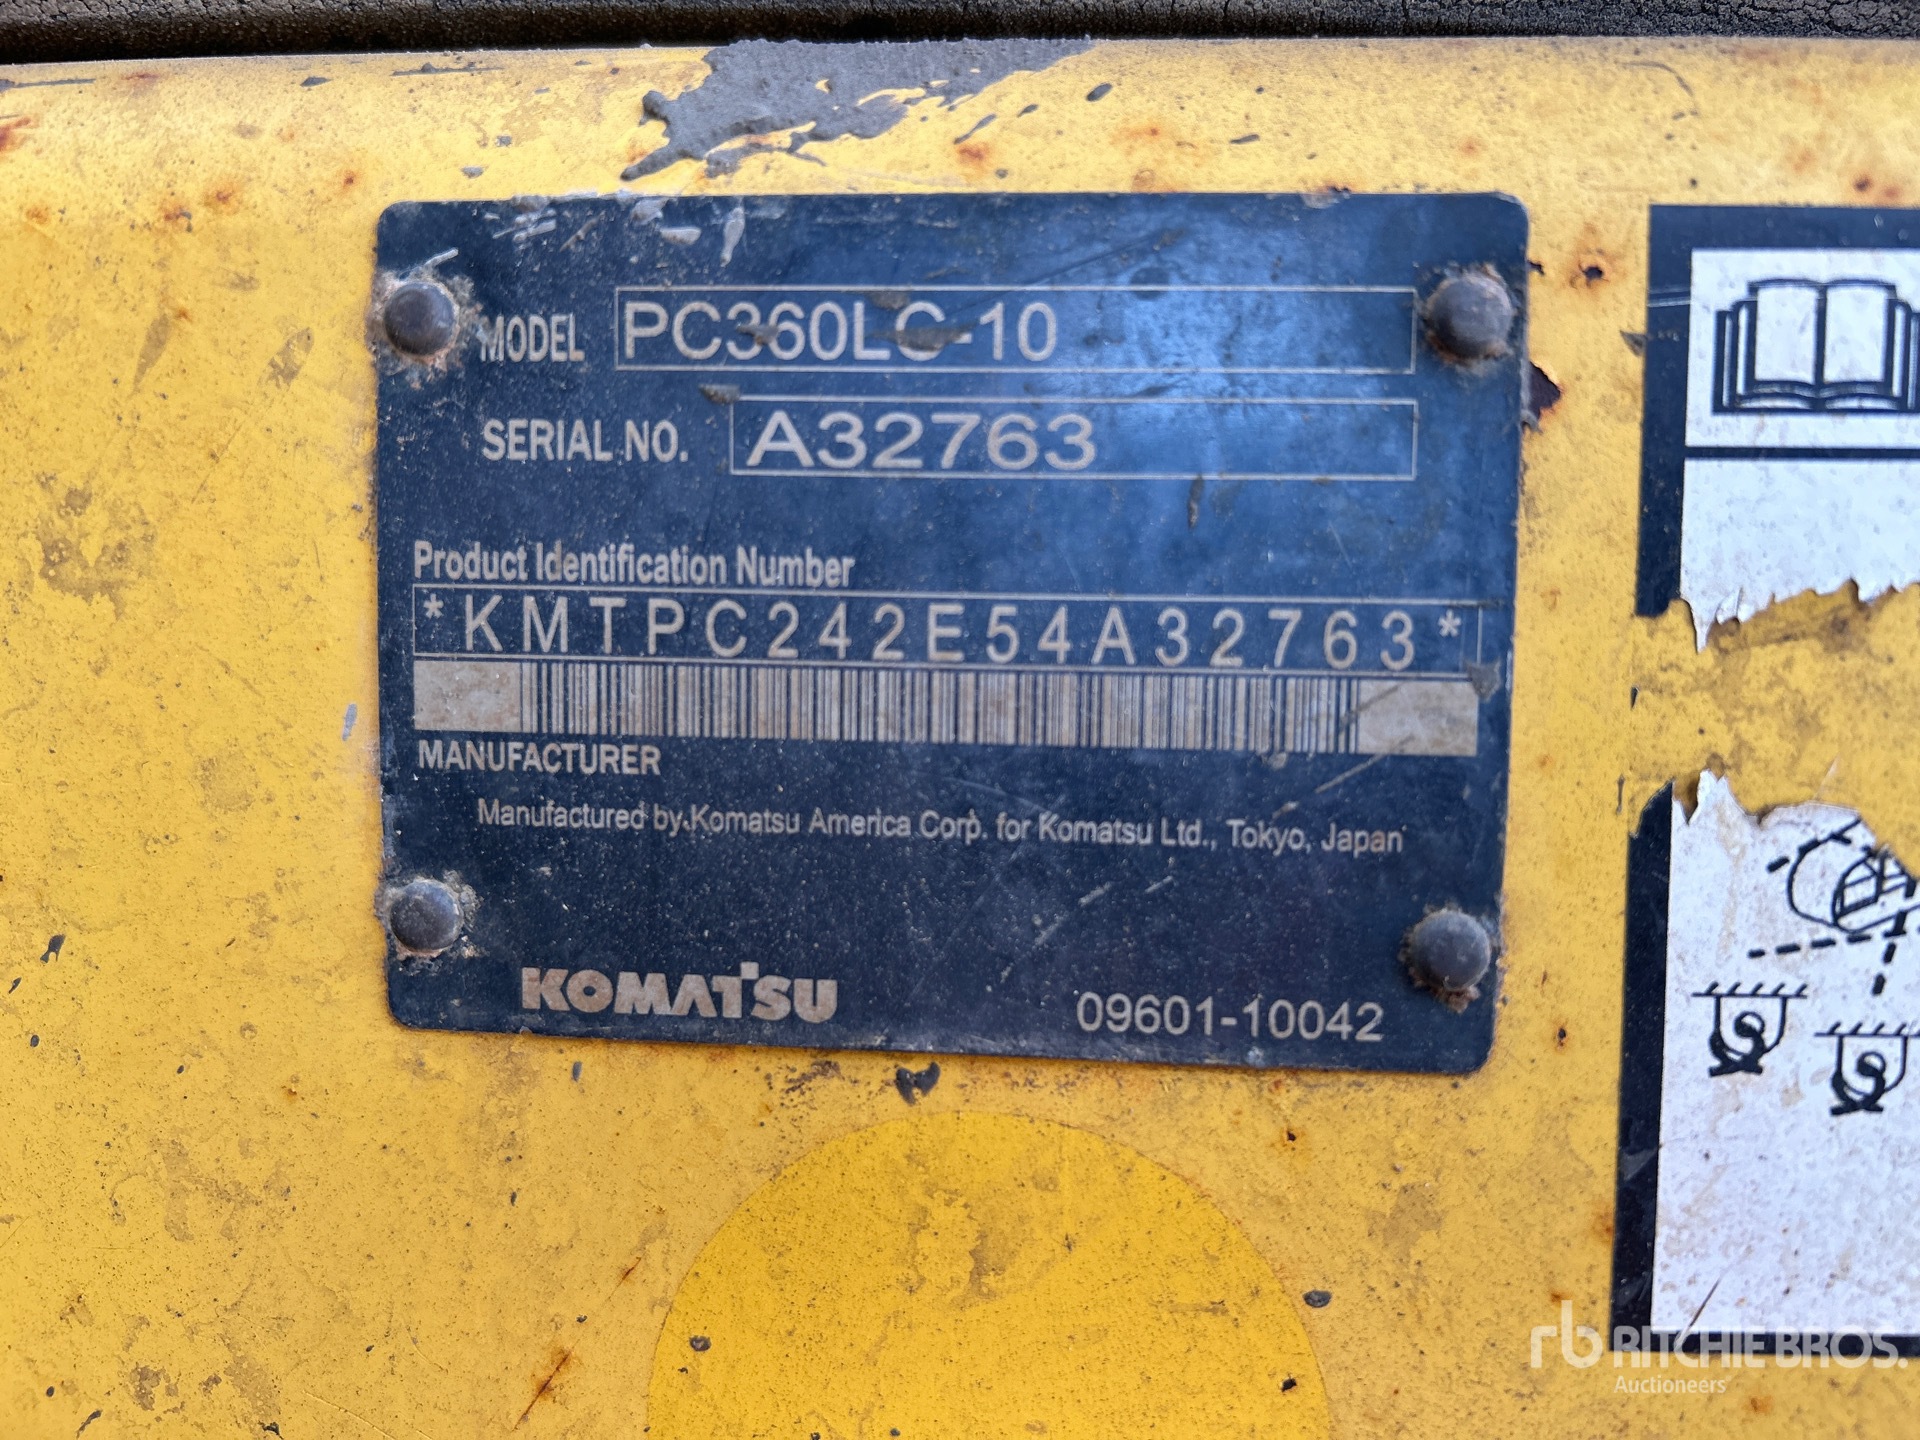 MODEL PC360LC-10
SERIAL NO. A32763
Product Identification Number
*KMTPC242E54A32763*
MANUFACTURER
Manufactured by Komatsu America Corp. for Komatsu Ltd., Tokyo, Japan
KOMATSU 09601-10042
rb RITCHIE BROS.
Auctioneers